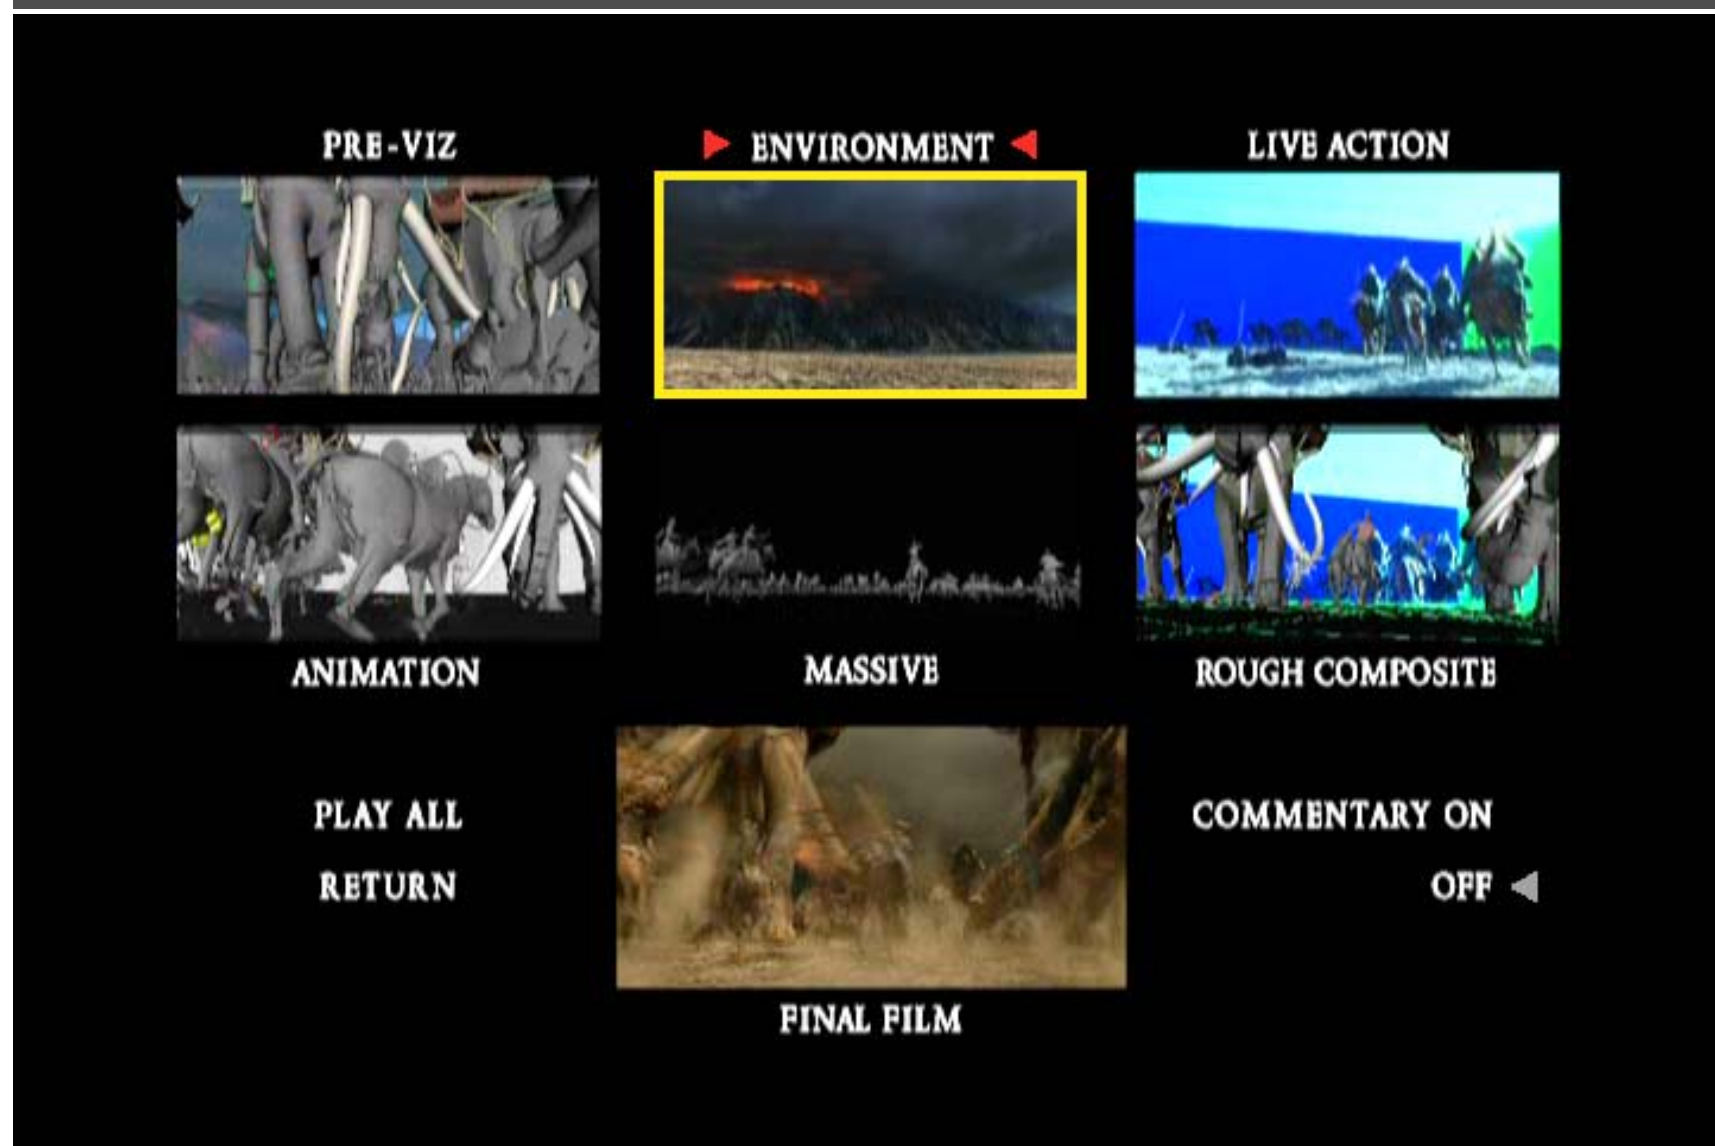 PRE-VIZ
ENVIRONMENT
LIVE ACTION
ANIMATION
MASSIVE
ROUGH COMPOSITE
PLAY ALL
COMMENTARY ON
RETURN
OFF
FINAL FILM